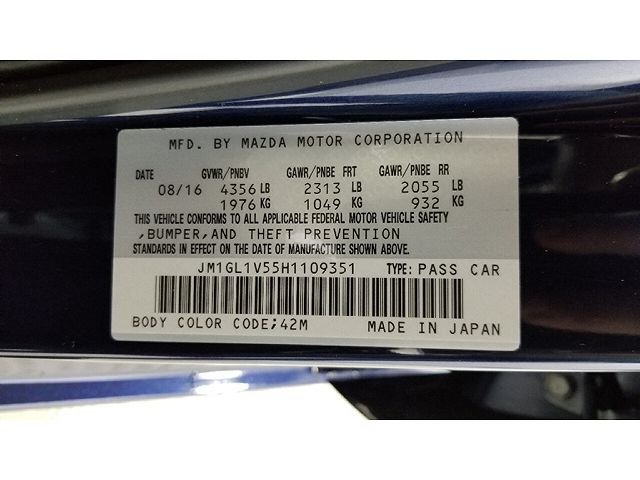 MFD. BY MAZDA MOTOR CORPORATION
DATE GVWR/PNBV GAWR/PNBE FRT GAWR/PNBE RR
08/16 4356 LB 2313 LB 2055 LB
1976 KG 1049 KG 932 KG
THIS VEHICLE CONFORMS TO ALL APPLICABLE FEDERAL MOTOR VEHICLE SAFETY
,BUMPER,AND THEFT PREVENTION
STANDARDS IN EFFECT ON THE DATE OF MANUFACTURE SHOWN ABOVE.
JM1GL1V55H1109351 TYPE: PASS CAR
BODY COLOR CODE;42M MADE IN JAPAN